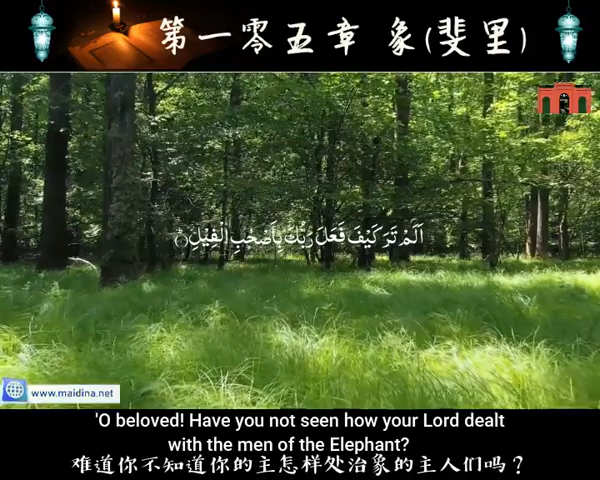 第一零五章 象(斐里)
اَلَمْ تَرَ كَيْفَ فَعَلَ رَبُّكَ بِاَصْحٰبِ الْفِيْلِ
www.maidina.net
'O beloved! Have you not seen how your Lord dealt
with the men of the Elephant?
难道你不知道你的主怎样处治象的主人们吗？